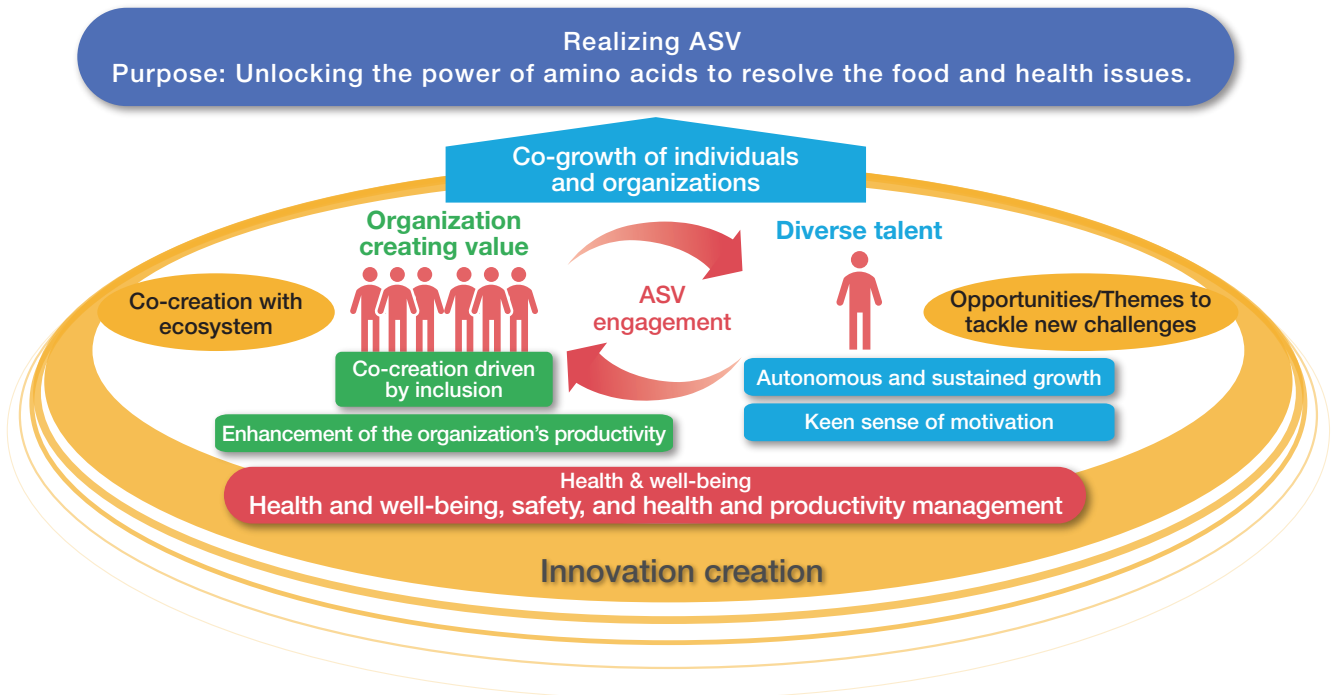 Realizing ASV
Purpose: Unlocking the power of amino acids to resolve the food and health issues.
Co-growth of individuals
and organizations
Organization
creating value
Diverse talent
Co-creation with
ecosystem
ASV
engagement
Opportunities/Themes to
tackle new challenges
Co-creation driven
by inclusion
Autonomous and sustained growth
Enhancement of the organization's productivity
Keen sense of motivation
Health & well-being
Health and well-being, safety, and health and productivity management
Innovation creation